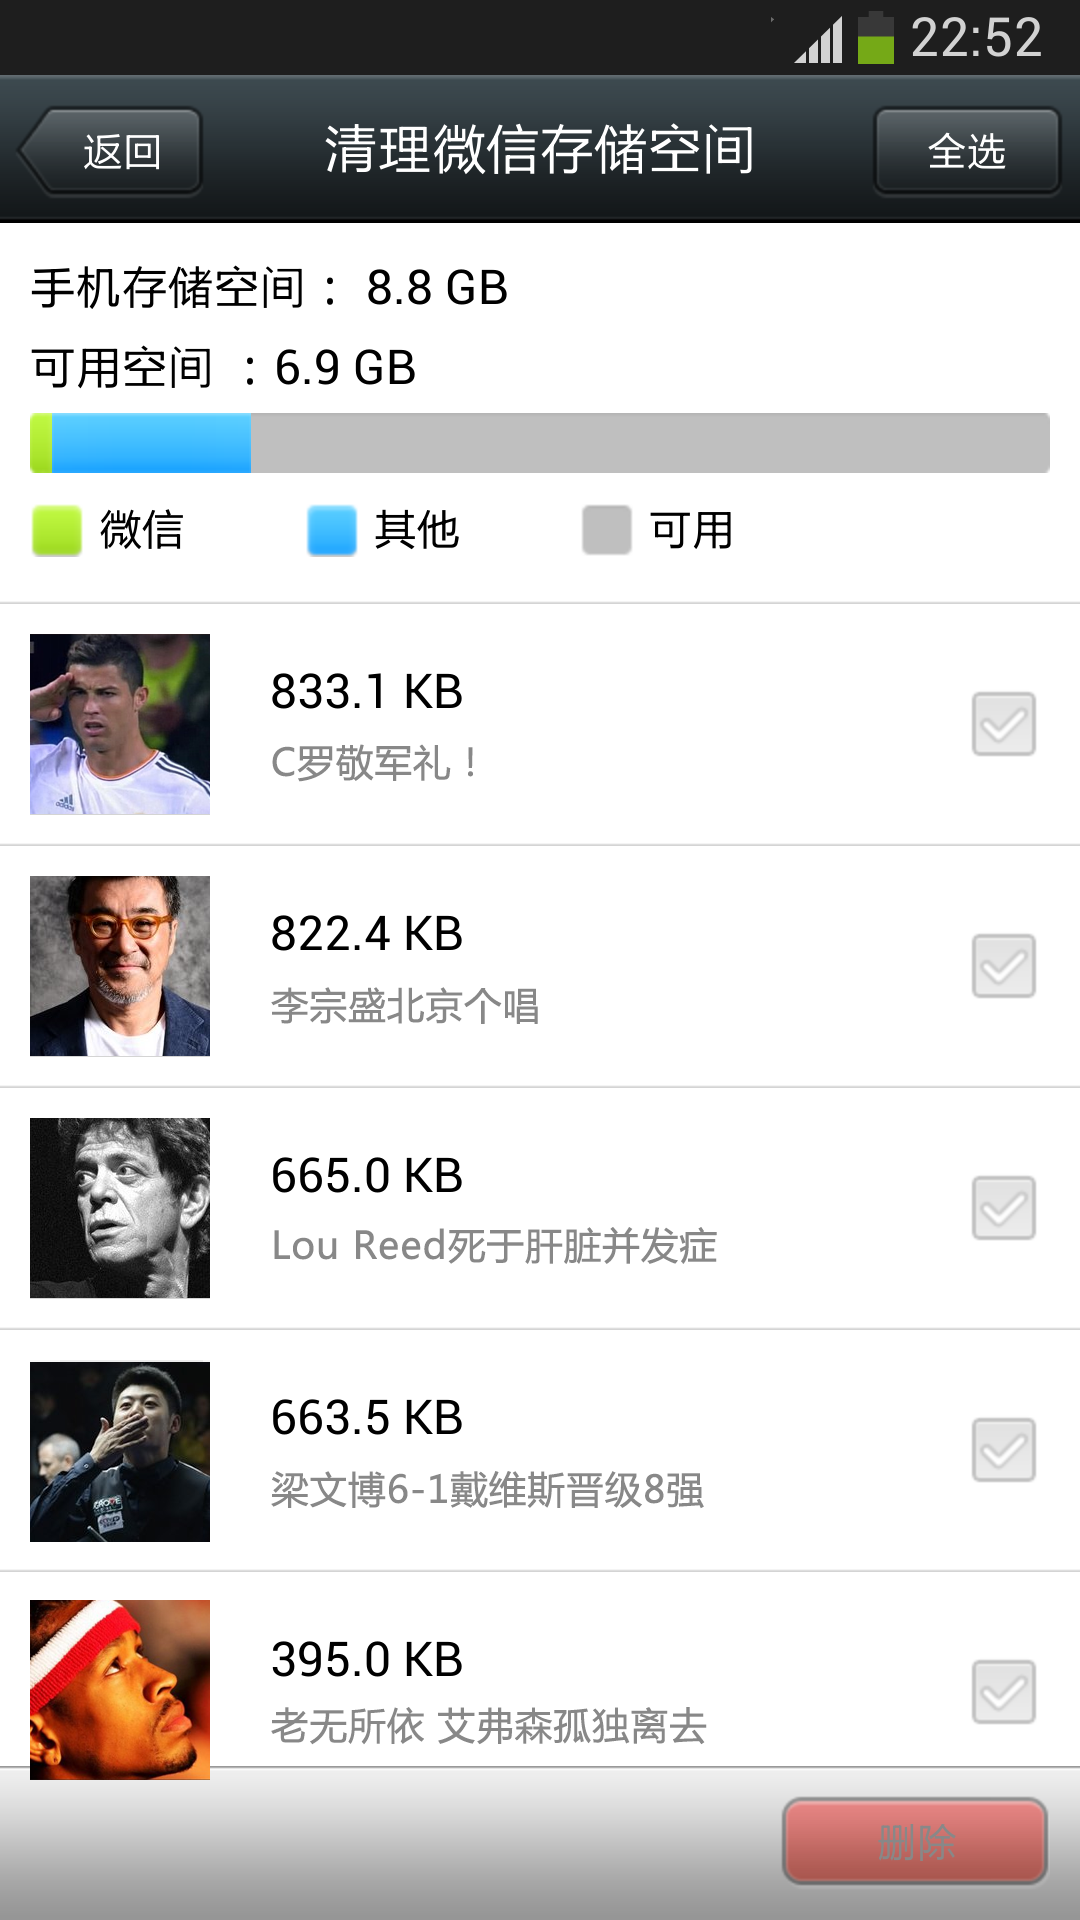 22:52
返回
清理微信存储空间
全选
手机存储空间： 8.8 GB
可用空间 ：6.9 GB
微信
其他
可用
833.1 KB
C罗敬军礼！
822.4 KB
李宗盛北京个唱
665.0 KB
Lou Reed死于肝脏并发症
663.5 KB
梁文博6-1戴维斯晋级8强
395.0 KB
老无所依 艾弗森孤独离去
删除